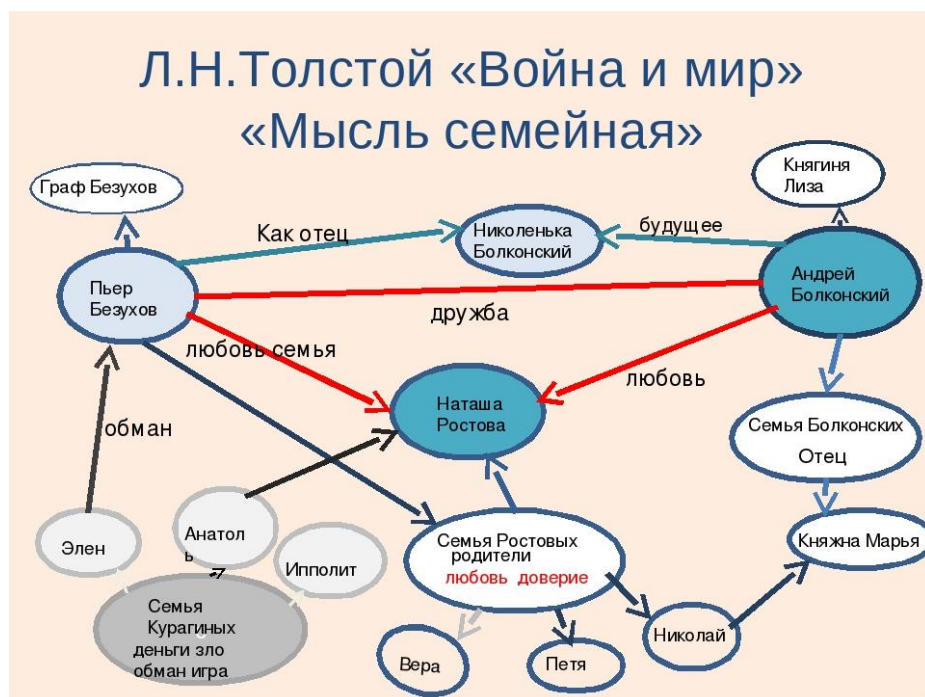 Л.Н.Толстой «Война и мир»
«Мысль семейная»
Граф Безухов
Княгиня
Лиза
Как отец
Николенька
Болконский
будущее
Пьер
Безухов
Андрей
Болконский
дружба
любовь семья
любовь
Наташа
Ростова
обман
Семья Болконских
Отец
Элен
Анатол
ь
Ипполит
Семья Ростовых
родители
любовь доверие
Княжна Марья
Семья
Курагиных
деньги зло
обман игра
Вера
Петя
Николай